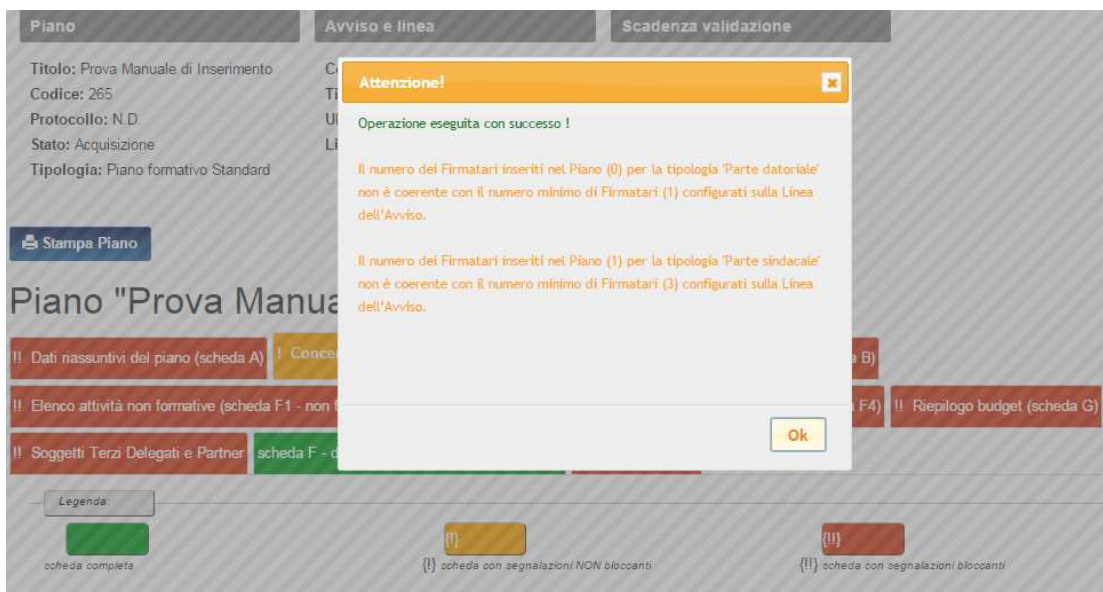 Piano
Avviso e linea
Scadenza validazione
Titolo: Prova Manuale di Inserimento
Codice: 265
Protocollo: N.D.
Stato: Acquisizione
Tipologia: Piano formativo Standard
Attenzione!
Operazione eseguita con successo !
Il numero dei Firmatari inseriti nel Piano (0) per la tipologia 'Parte datoriale'
non è coerente con il numero minimo di Firmatari (1) configurati sulla Linea
dell'Avviso.
Il numero dei Firmatari inseriti nel Piano (1) per la tipologia 'Parte sindacale'
non è coerente con il numero minimo di Firmatari (3) configurati sulla Linea
dell'Avviso.
Ok
Stampa Piano
Piano "Prova Manua
!! Dati riassuntivi del piano (scheda A)
! Conce
B)
!! Elenco attività non formative (scheda F1 - non f
F4)
!! Riepilogo budget (scheda G)
!! Soggetti Terzi Delegati e Partner
scheda F - d
Legenda:
{!}
{!!}
scheda completa
{!} scheda con segnalazioni NON bloccanti
{!!} scheda con segnalazioni bloccanti